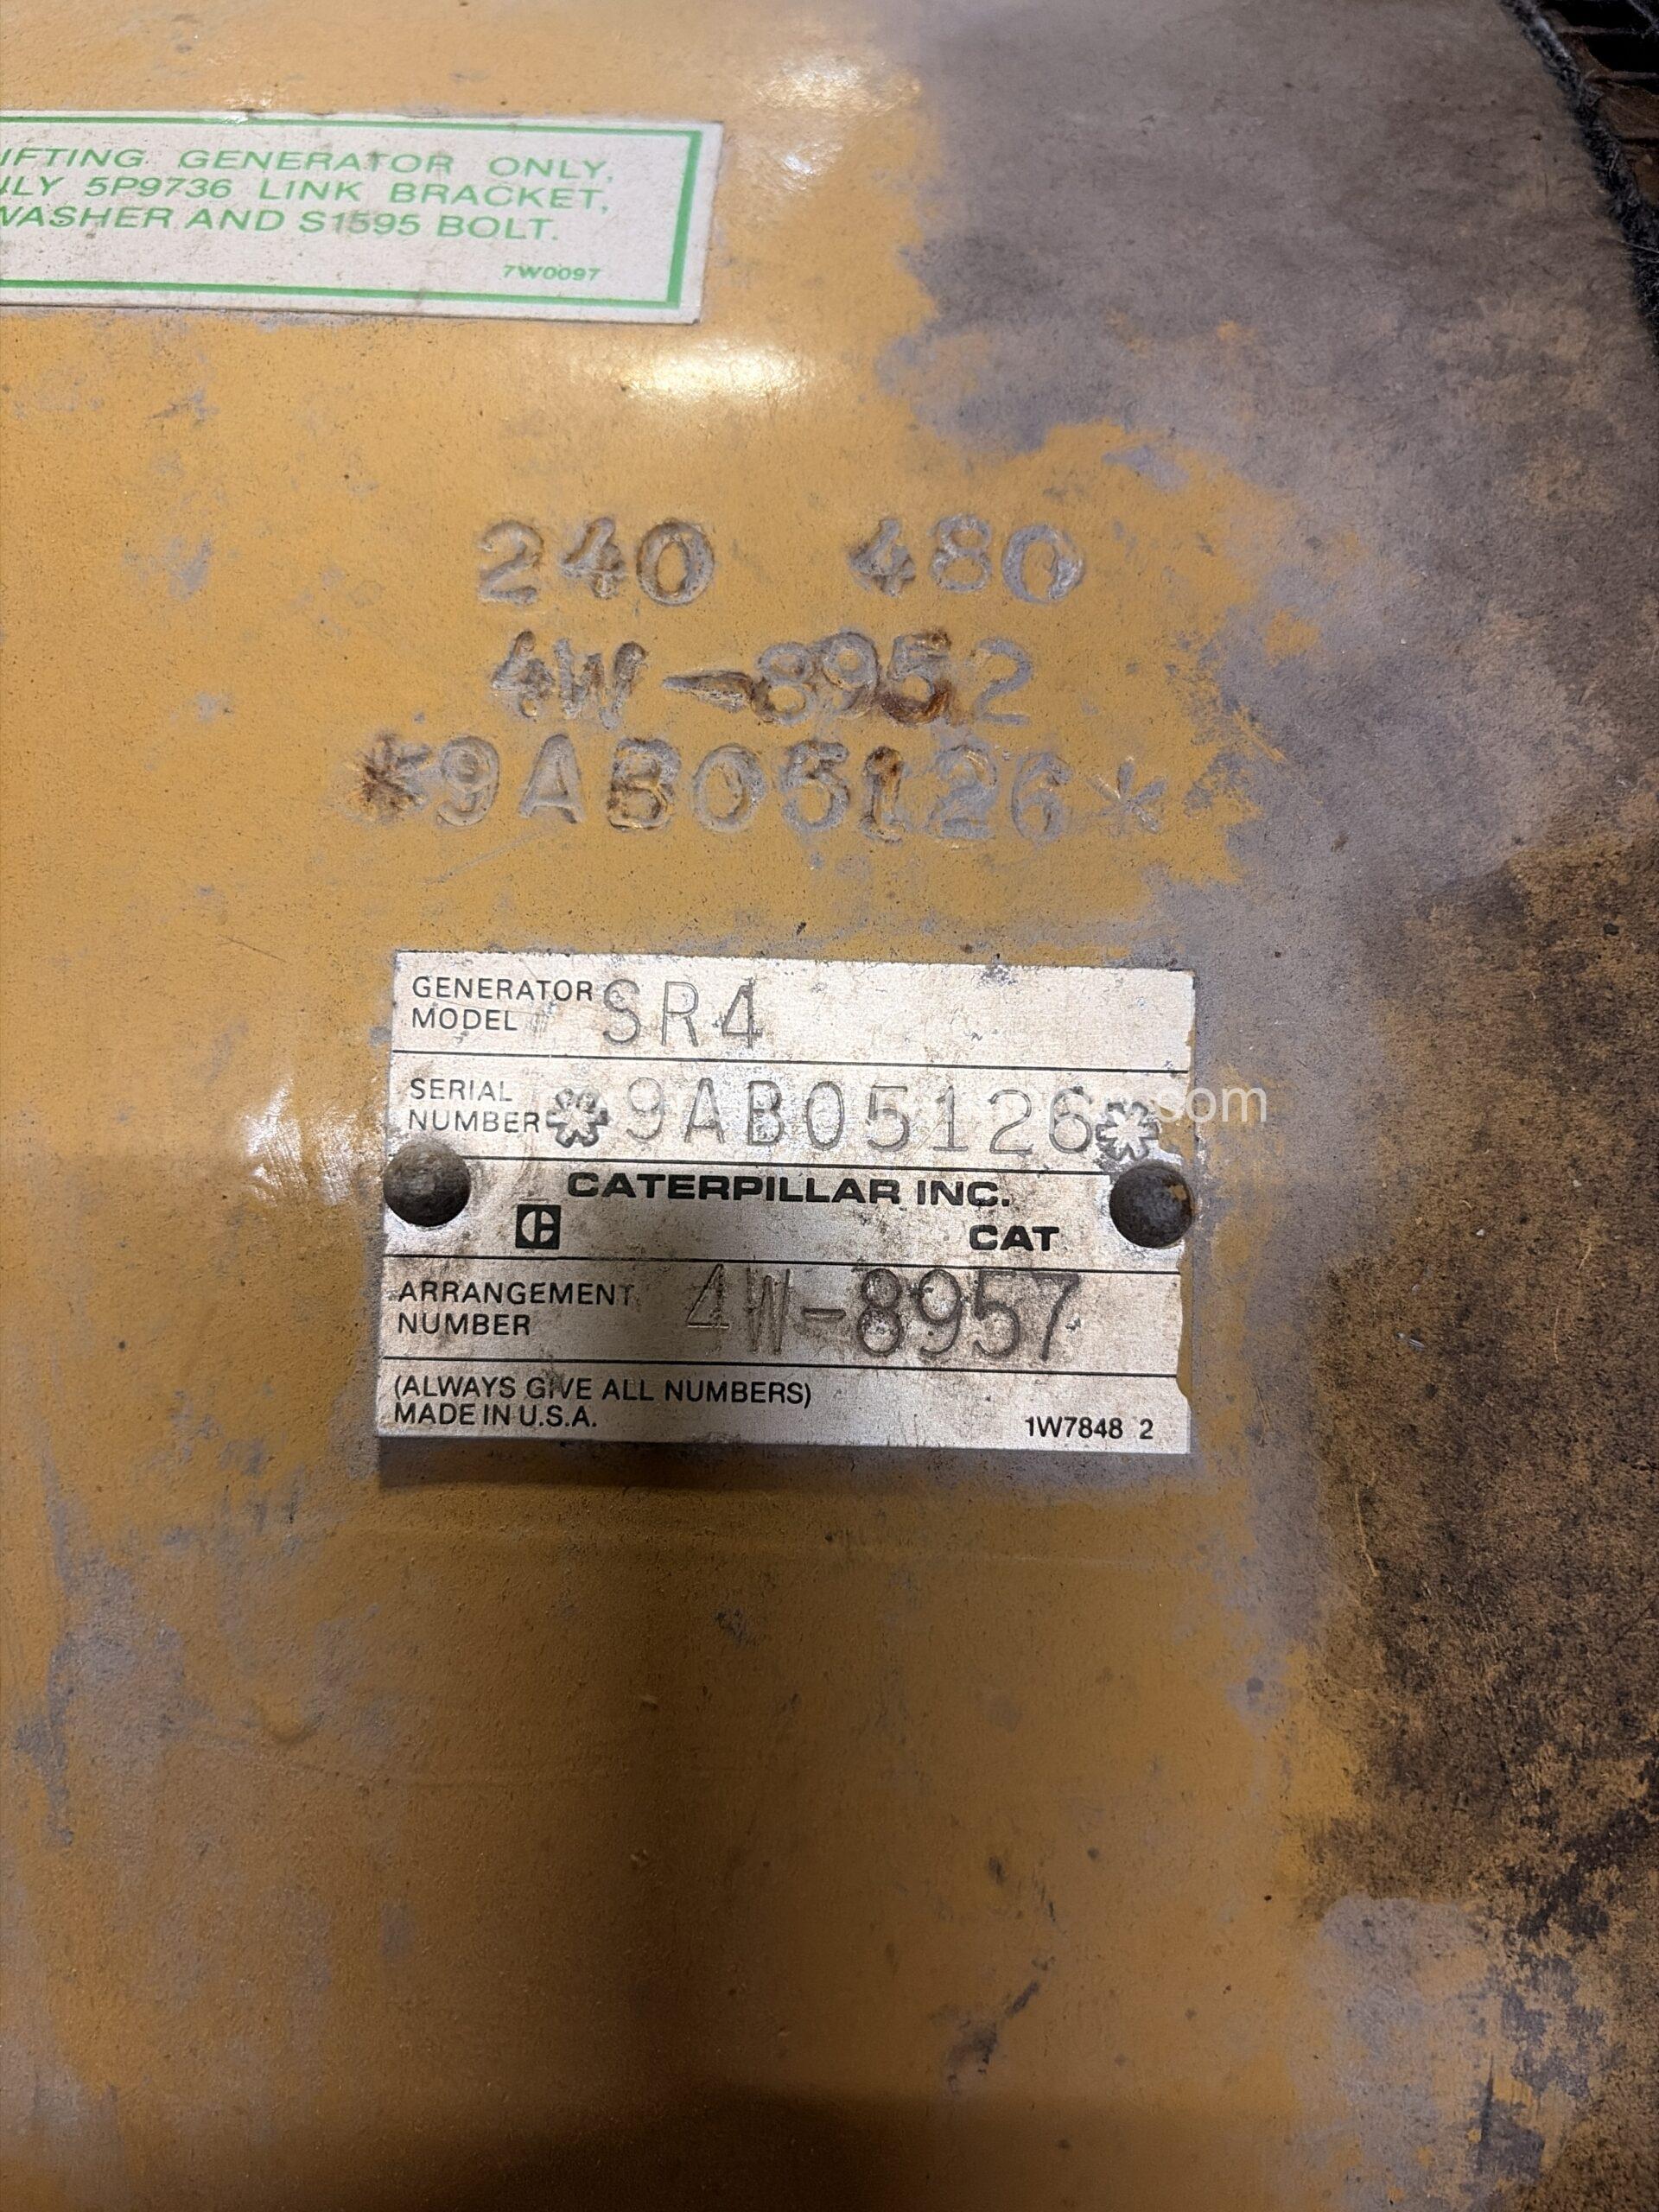 IFTING GENERATOR ONLY,
5P9736 LINK BRACKET,
WASHER AND S1595 BOLT.
7W0097
240 480
4W-8952
*9AB05126*
GENERATOR MODEL SR4
SERIAL NUMBER *9AB05126*
.com
CATERPILLAR INC.
CAT
ARRANGEMENT NUMBER 4W-8957
(ALWAYS GIVE ALL NUMBERS)
MADE IN U.S.A. 1W7848 2